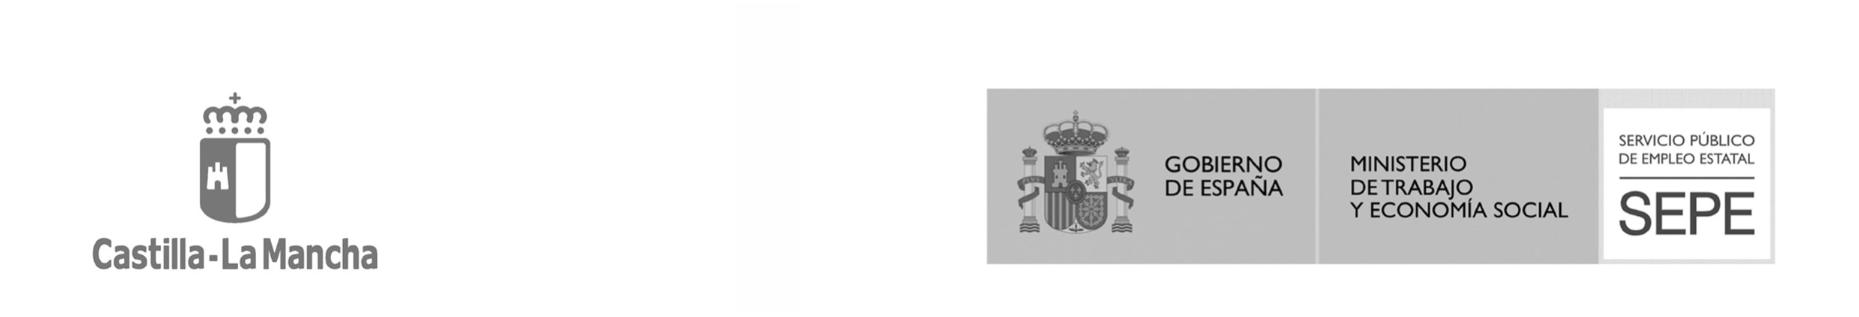 Castilla-La Mancha
GOBIERNO
DE ESPAÑA
MINISTERIO
DE TRABAJO
Y ECONOMÍA SOCIAL
SERVICIO PÚBLICO
DE EMPLEO ESTATAL
SEPE